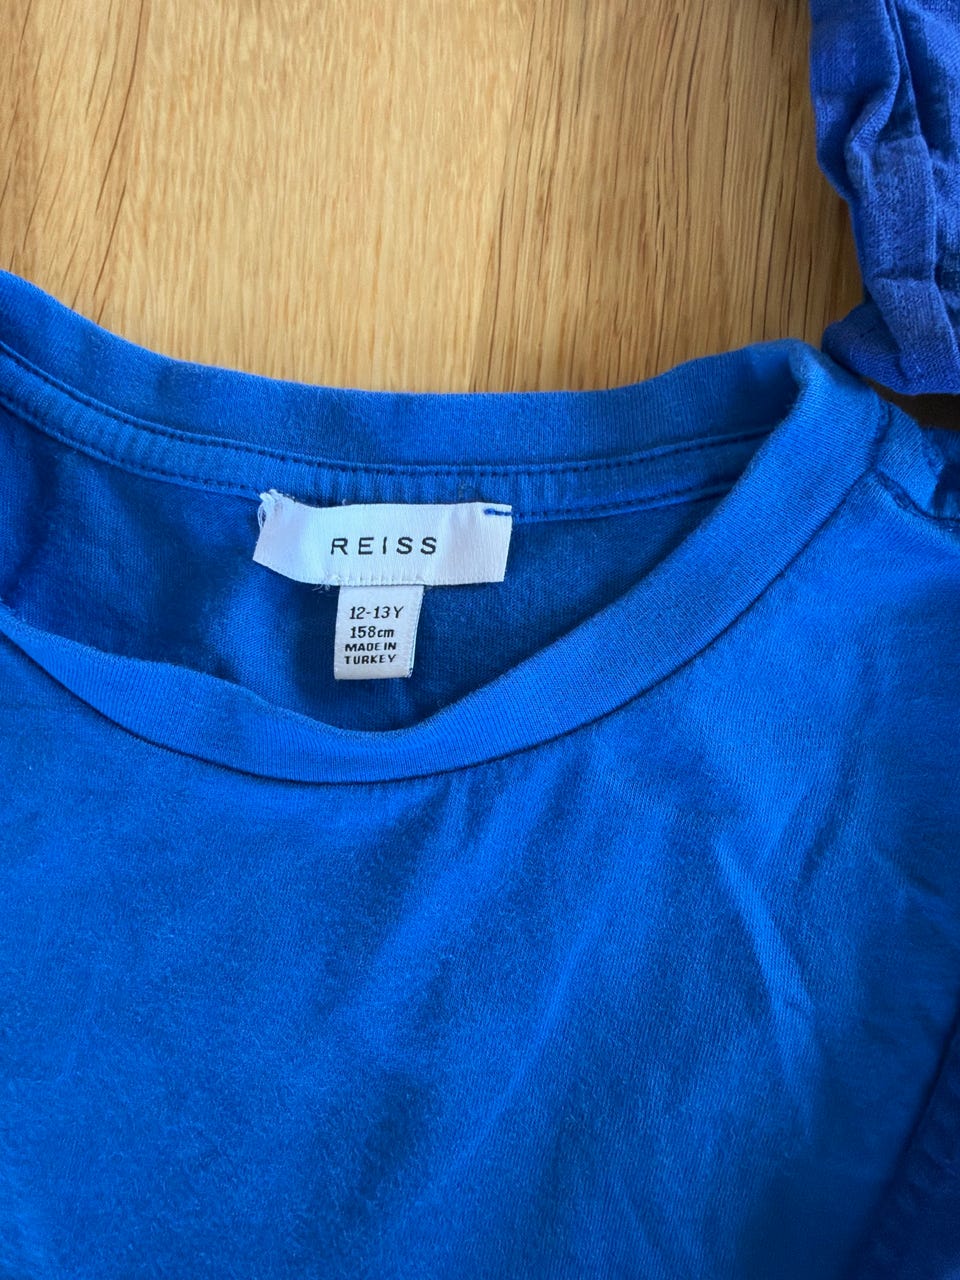 REISS
12-13Y
158cm
MADE IN
TURKEY